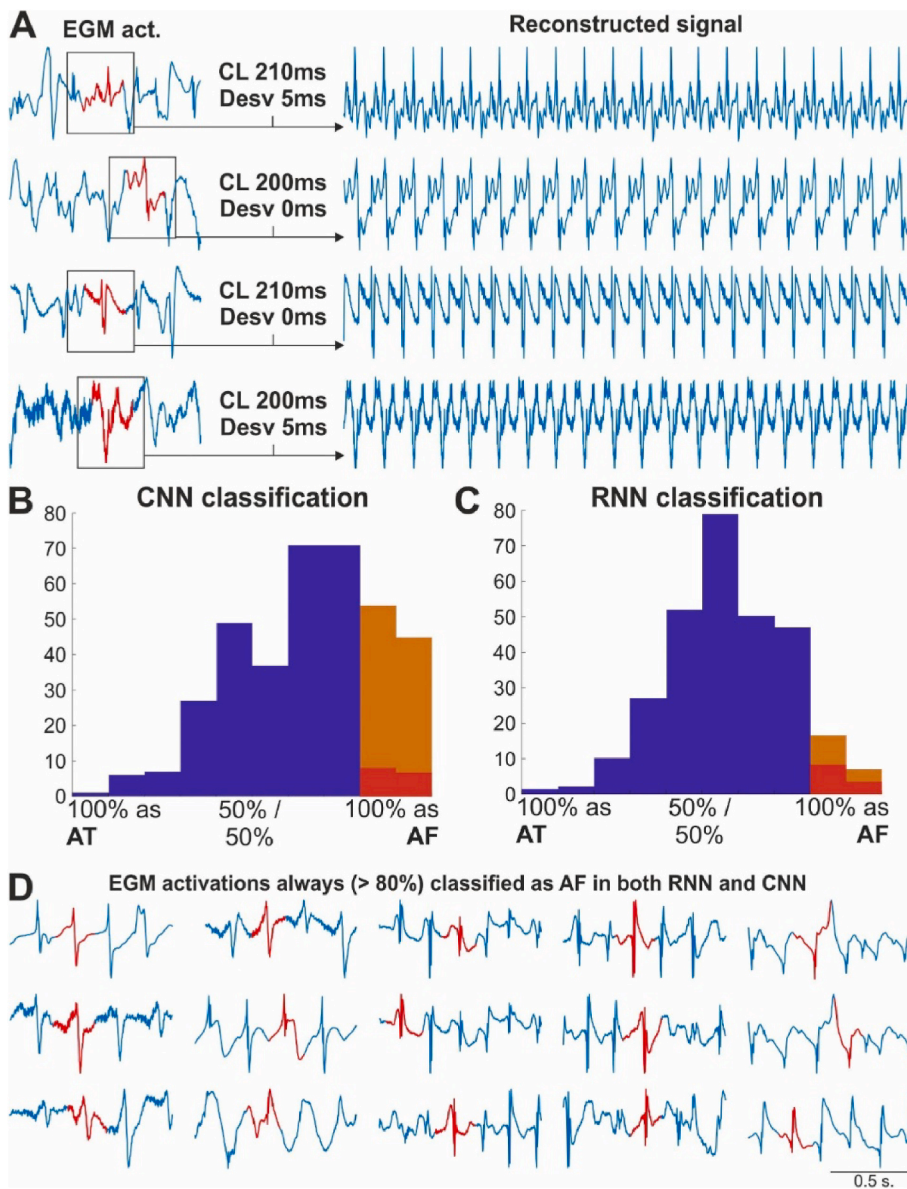 A
EGM act.
Reconstructed signal
CL 210ms
Desv 5ms
CL 200ms
Desv 0ms
CL 210ms
Desv 0ms
CL 200ms
Desv 5ms
B
CNN classification
80
70
60
50
40
30
20
10
0
100% as
AT
50% /
50%
100% as
AF
C
RNN classification
80
70
60
50
40
30
20
10
0
100% as
AT
50% /
50%
100% as
AF
D
EGM activations always (> 80%) classified as AF in both RNN and CNN
0.5 s.